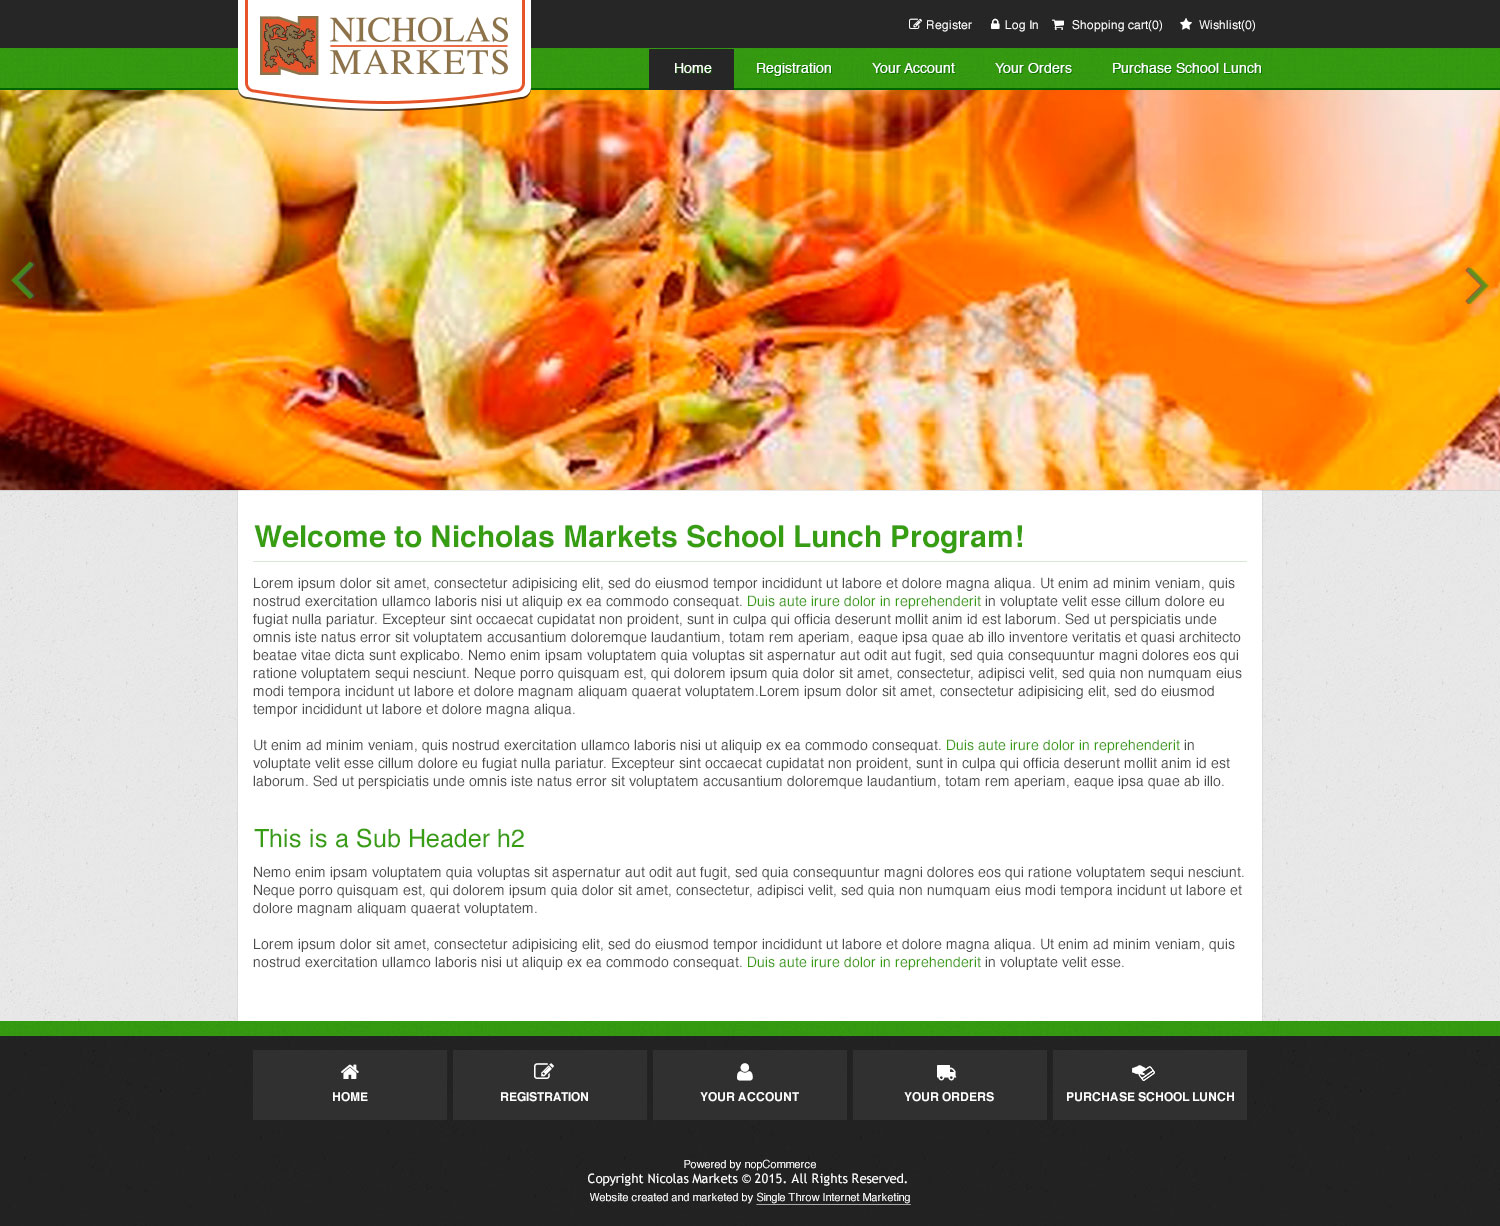 NICHOLAS
MARKETS
Register Log In Shopping cart(0) Wishlist(0)
Home Registration Your Account Your Orders Purchase School Lunch
Welcome to Nicholas Markets School Lunch Program!
Lorem ipsum dolor sit amet, consectetur adipisicing elit, sed do eiusmod tempor incididunt ut labore et dolore magna aliqua. Ut enim ad minim veniam, quis
nostrud exercitation ullamco laboris nisi ut aliquip ex ea commodo consequat. Duis aute irure dolor in reprehenderit in voluptate velit esse cillum dolore eu
fugiat nulla pariatur. Excepteur sint occaecat cupidatat non proident, sunt in culpa qui officia deserunt mollit anim id est laborum. Sed ut perspiciatis unde
omnis iste natus error sit voluptatem accusantium doloremque laudantium, totam rem aperiam, eaque ipsa quae ab illo inventore veritatis et quasi architecto
beatae vitae dicta sunt explicabo. Nemo enim ipsam voluptatem quia voluptas sit aspernatur aut odit aut fugit, sed quia consequuntur magni dolores eos qui
ratione voluptatem sequi nesciunt. Neque porro quisquam est, qui dolorem ipsum quia dolor sit amet, consectetur, adipisci velit, sed quia non numquam eius
modi tempora incidunt ut labore et dolore magnam aliquam quaerat voluptatem.Lorem ipsum dolor sit amet, consectetur adipisicing elit, sed do eiusmod
tempor incididunt ut labore et dolore magna aliqua.
Ut enim ad minim veniam, quis nostrud exercitation ullamco laboris nisi ut aliquip ex ea commodo consequat. Duis aute irure dolor in reprehenderit in
voluptate velit esse cillum dolore eu fugiat nulla pariatur. Excepteur sint occaecat cupidatat non proident, sunt in culpa qui officia deserunt mollit anim id est
laborum. Sed ut perspiciatis unde omnis iste natus error sit voluptatem accusantium doloremque laudantium, totam rem aperiam, eaque ipsa quae ab illo.
This is a Sub Header h2
Nemo enim ipsam voluptatem quia voluptas sit aspernatur aut odit aut fugit, sed quia consequuntur magni dolores eos qui ratione voluptatem sequi nesciunt.
Neque porro quisquam est, qui dolorem ipsum quia dolor sit amet, consectetur, adipisci velit, sed quia non numquam eius modi tempora incidunt ut labore et
dolore magnam aliquam quaerat voluptatem.
Lorem ipsum dolor sit amet, consectetur adipisicing elit, sed do eiusmod tempor incididunt ut labore et dolore magna aliqua. Ut enim ad minim veniam, quis
nostrud exercitation ullamco laboris nisi ut aliquip ex ea commodo consequat. Duis aute irure dolor in reprehenderit in voluptate velit esse.
HOME REGISTRATION YOUR ACCOUNT YOUR ORDERS PURCHASE SCHOOL LUNCH
Powered by nopCommerce
Copyright Nicolas Markets © 2015. All Rights Reserved.
Website created and marketed by Single Throw Internet Marketing